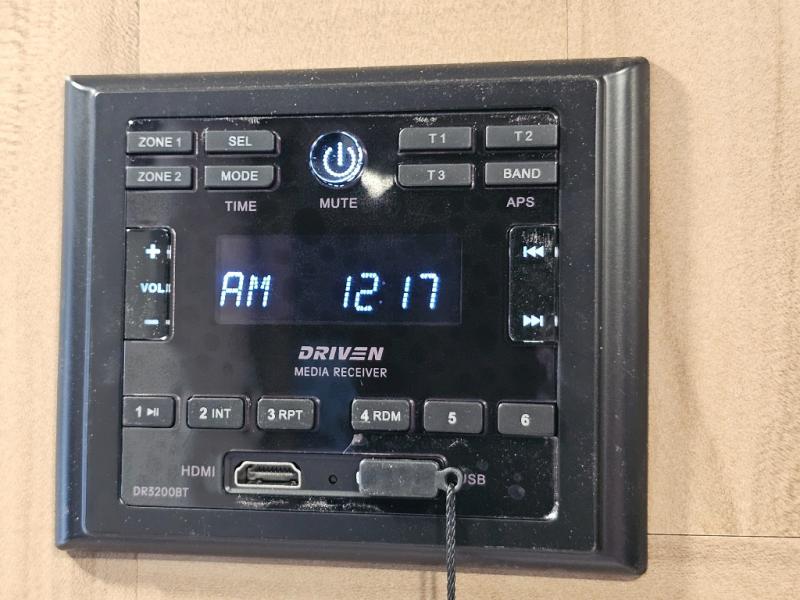 ZONE 1 SEL T1 T2
ZONE 2 MODE T3 BAND
TIME MUTE APS
+
VOL
−
AM 12:17
DRIVEN
MEDIA RECEIVER
1 2 INT 3 RPT 4 RDM 5 6
HDMI USB
DR3200BT